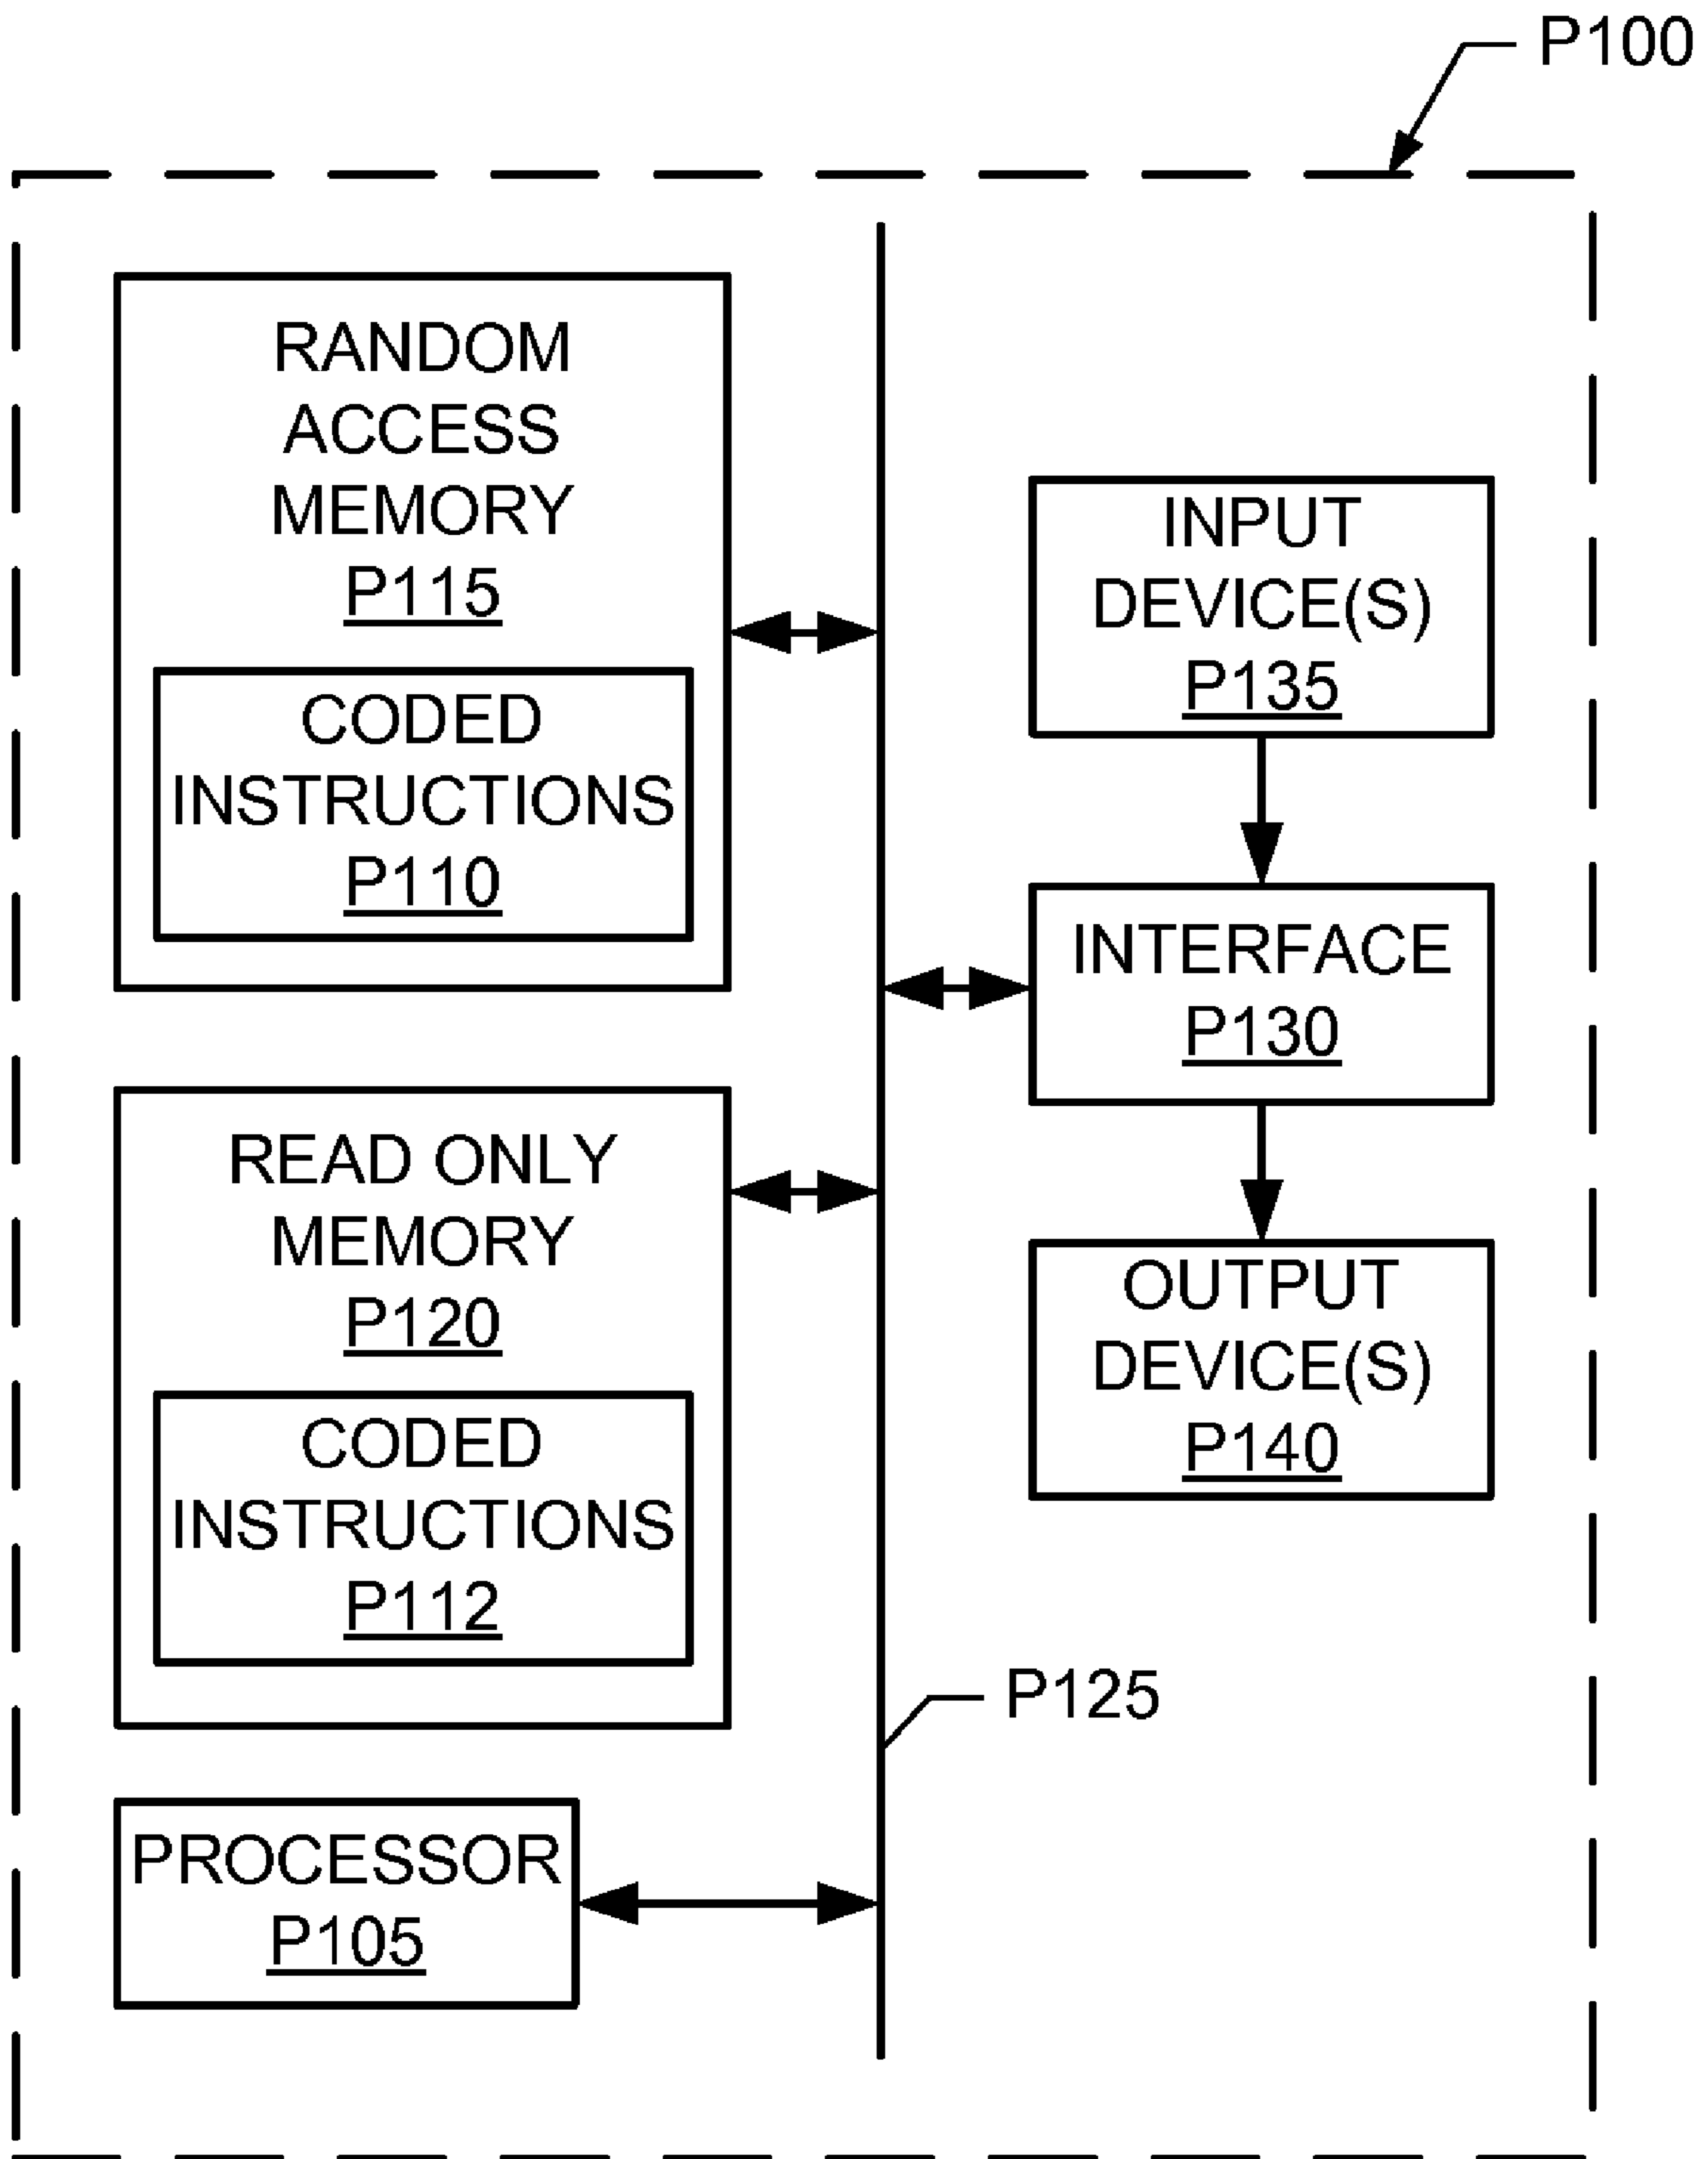 P100
RANDOM
ACCESS
MEMORY
P115
CODED
INSTRUCTIONS
P110
READ ONLY
MEMORY
P120
CODED
INSTRUCTIONS
P112
PROCESSOR
P105
INPUT
DEVICE(S)
P135
INTERFACE
P130
OUTPUT
DEVICE(S)
P140
P125